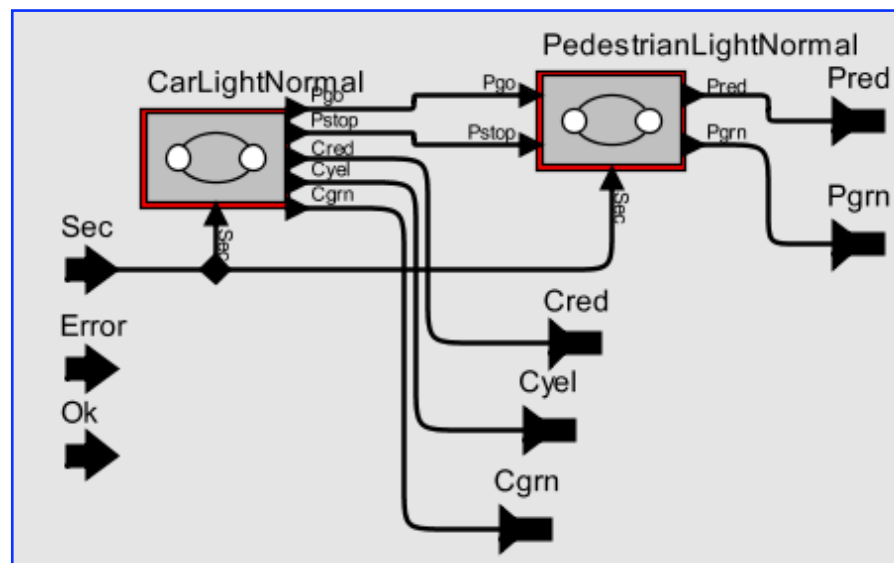 PedestrianLightNormal
CarLightNormal
Pred
Pgo
Pgo
Pred
Pstop
Pstop
Pgrn
Cred
Cyel
Cgrn
Pgrn
Sec
Sec
Sec
Cred
Error
Cyel
Ok
Cgrn